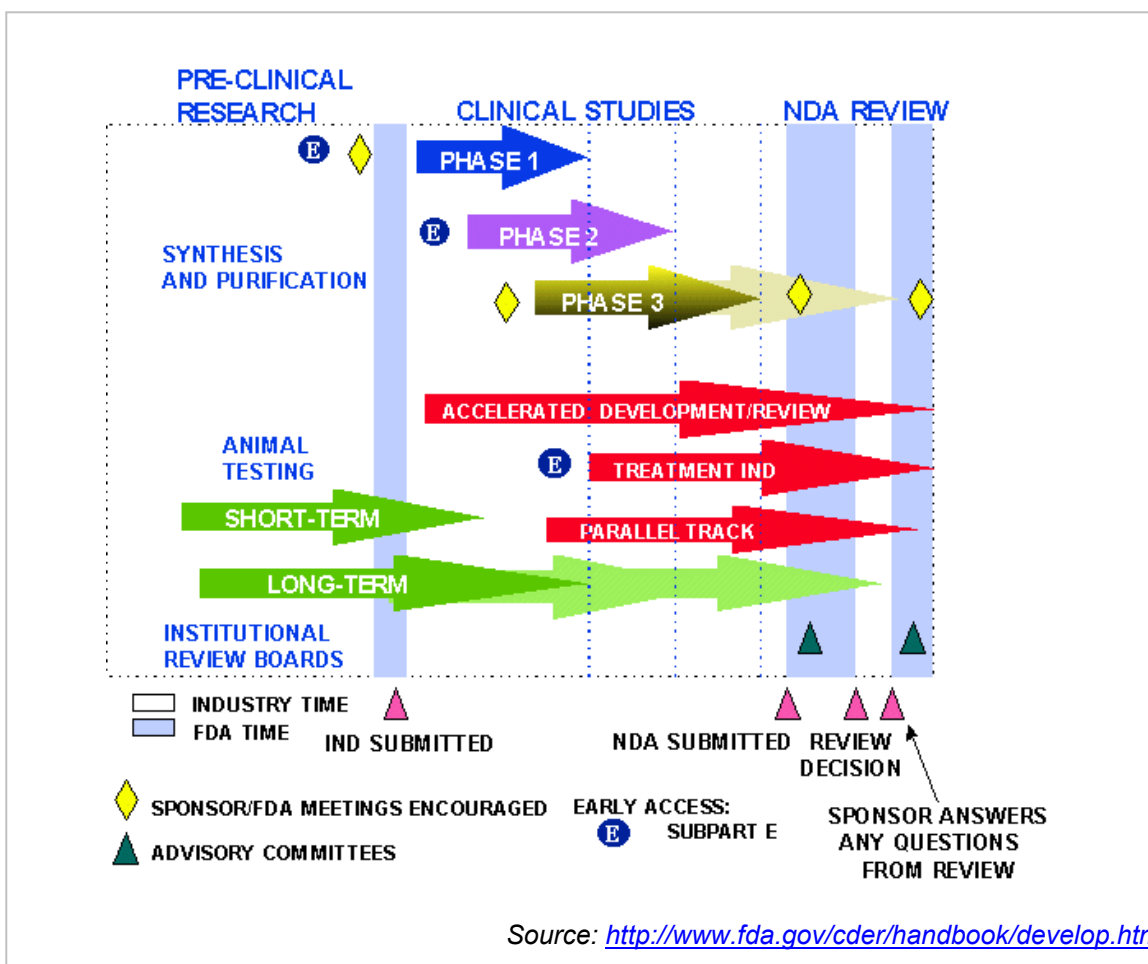 PRE-CLINICAL
RESEARCH
CLINICAL STUDIES
NDA REVIEW
E
PHASE 1
E
PHASE 2
SYNTHESIS
AND PURIFICATION
PHASE 3
ACCELERATED DEVELOPMENT/REVIEW
ANIMAL
TESTING
E
TREATMENT IND
SHORT-TERM
PARALLEL TRACK
LONG-TERM
INSTITUTIONAL
REVIEW BOARDS
INDUSTRY TIME
FDA TIME
IND SUBMITTED
NDA SUBMITTED
REVIEW
DECISION
SPONSOR/FDA MEETINGS ENCOURAGED
ADVISORY COMMITTEES
EARLY ACCESS:
E
SUBPART E
SPONSOR ANSWERS
ANY QUESTIONS
FROM REVIEW
Source: http://www.fda.gov/cder/handbook/develop.htm